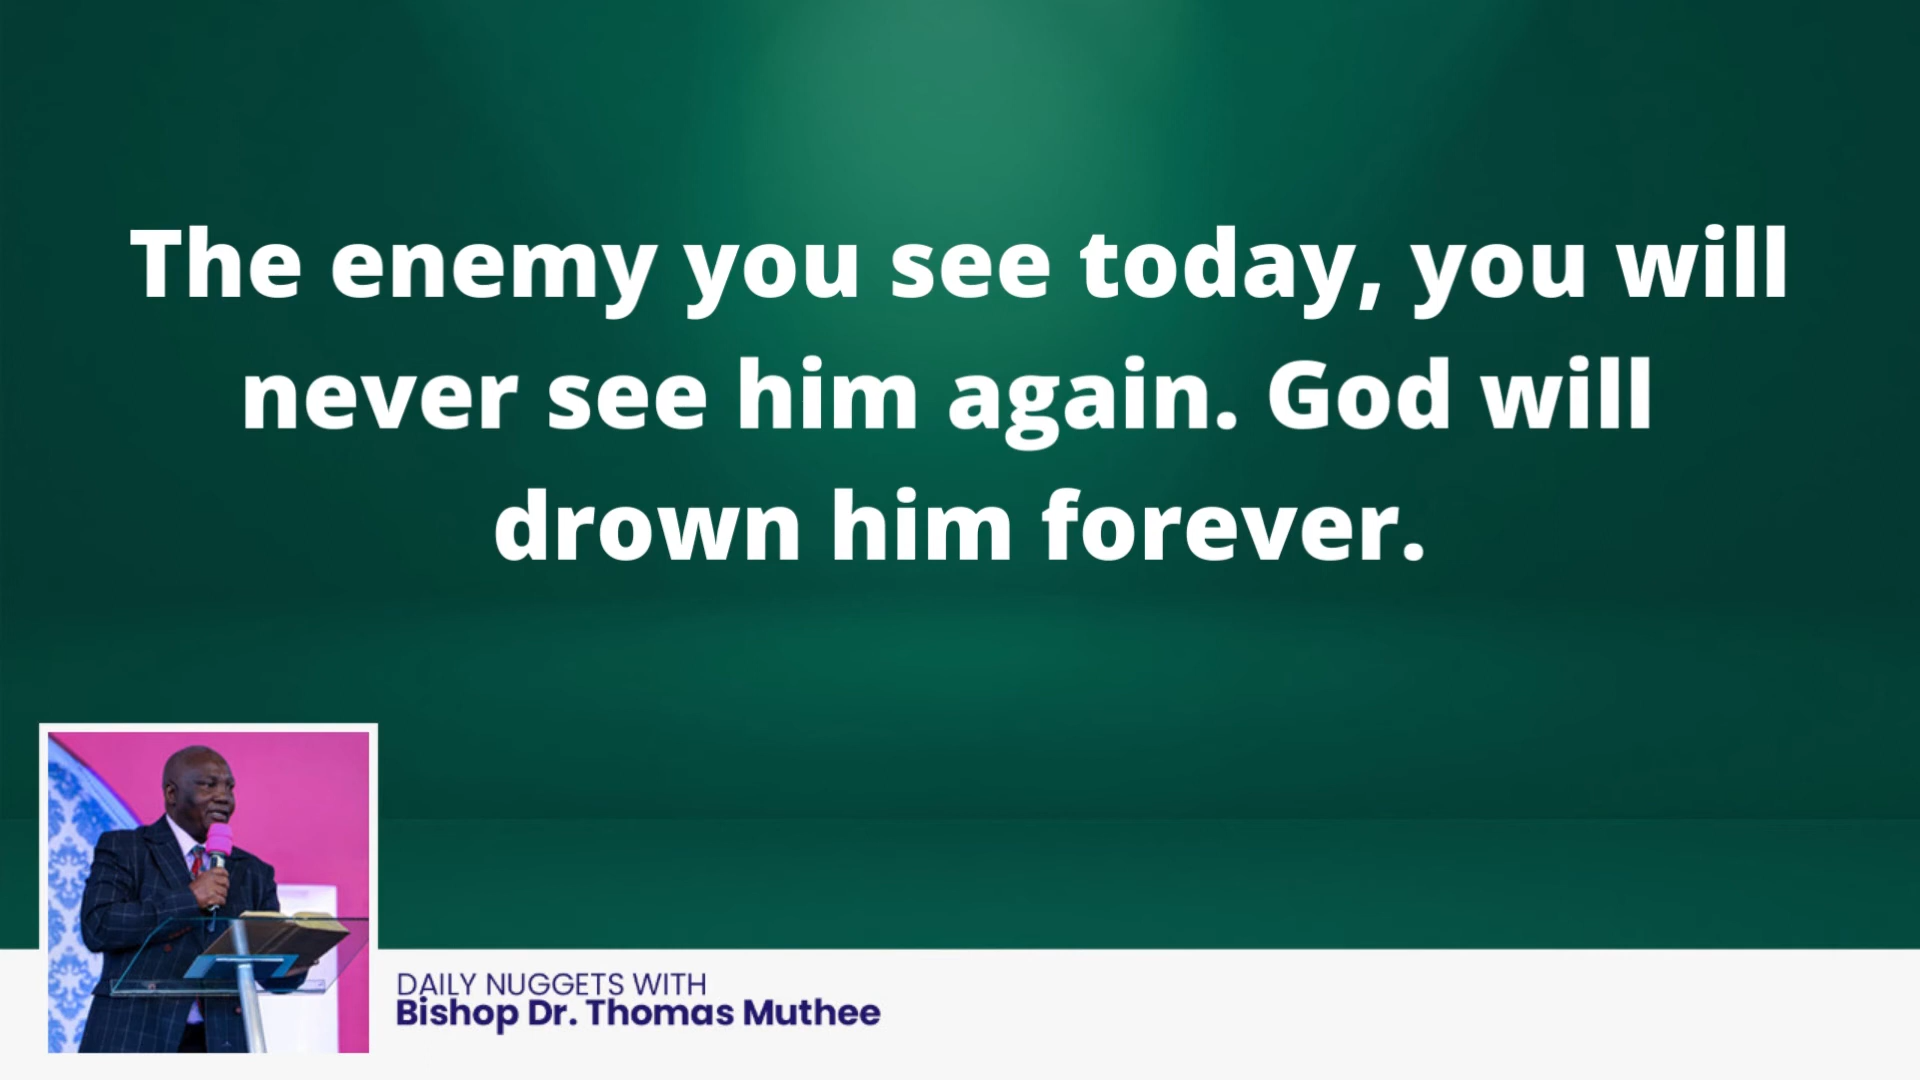 The enemy you see today, you will
never see him again. God will
drown him forever.
DAILY NUGGETS WITH
Bishop Dr. Thomas Muthee